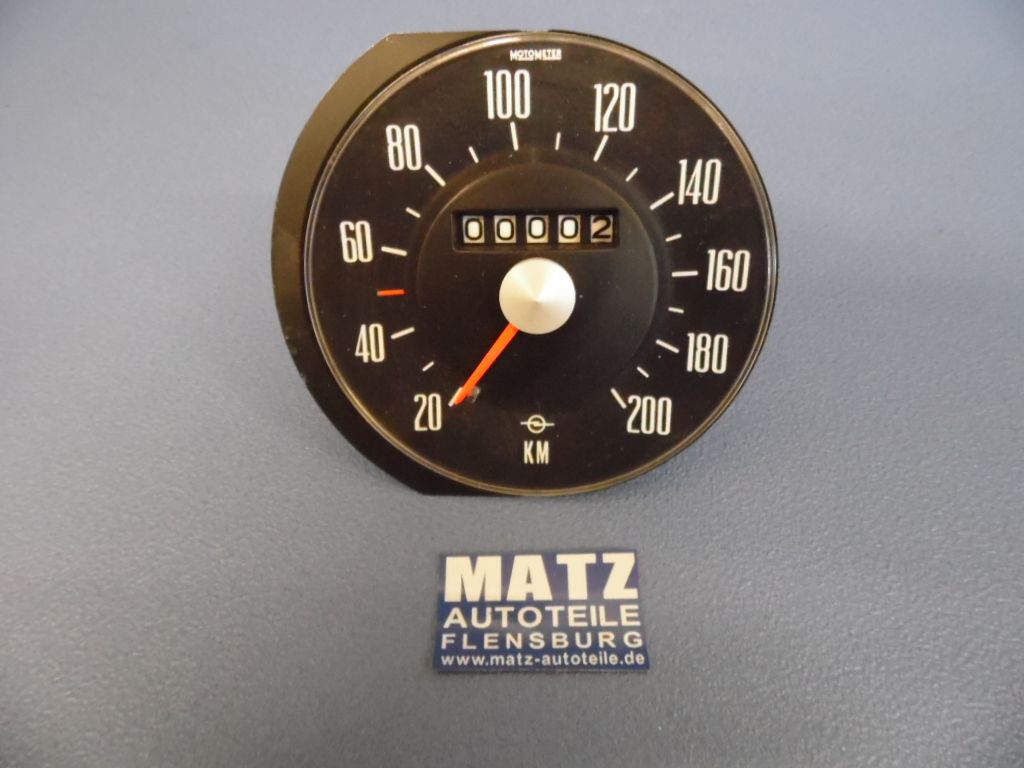 MOTOMETER
100
120
80
140
00002
60
160
40
180
20
200
KM
MATZ
AUTOTEILE
FLENSBURG
www.matz-autoteile.de